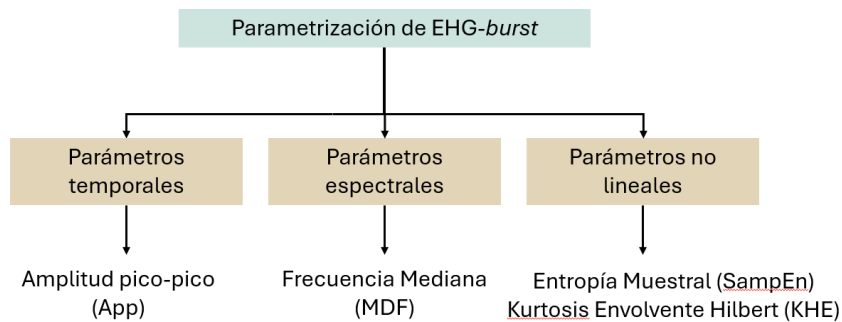 Parametrización de EHG-burst
Parámetros
temporales
Parámetros
espectrales
Parámetros no
lineales
Amplitud pico-pico
(App)
Frecuencia Mediana
(MDF)
Entropía Muestral (SampEn)
Kurtosis Envolvente Hilbert (KHE)